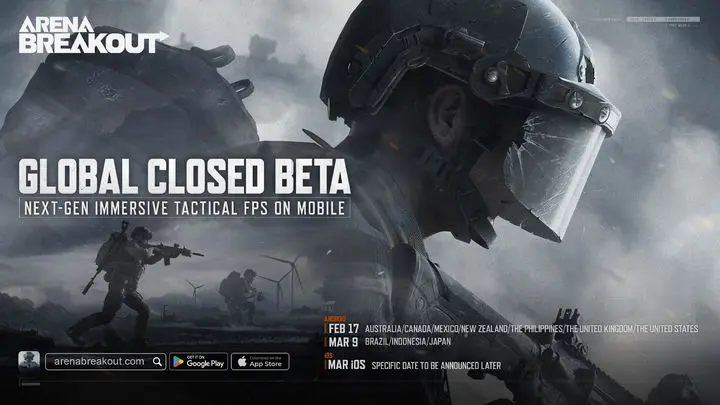 ARENA
BREAKOUT
GLOBAL CLOSED BETA
NEXT-GEN IMMERSIVE TACTICAL FPS ON MOBILE
ANDROID
FEB 17 AUSTRALIA/CANADA/MEXICO/NEW ZEALAND/THE PHILIPPINES/THE UNITED KINGDOM/THE UNITED STATES
MAR 9 BRAZIL/INDONESIA/JAPAN
iOS
MAR iOS SPECIFIC DATE TO BE ANNOUNCED LATER
arenabreakout.com
GET IT ON
Google Play
Download on the
App Store